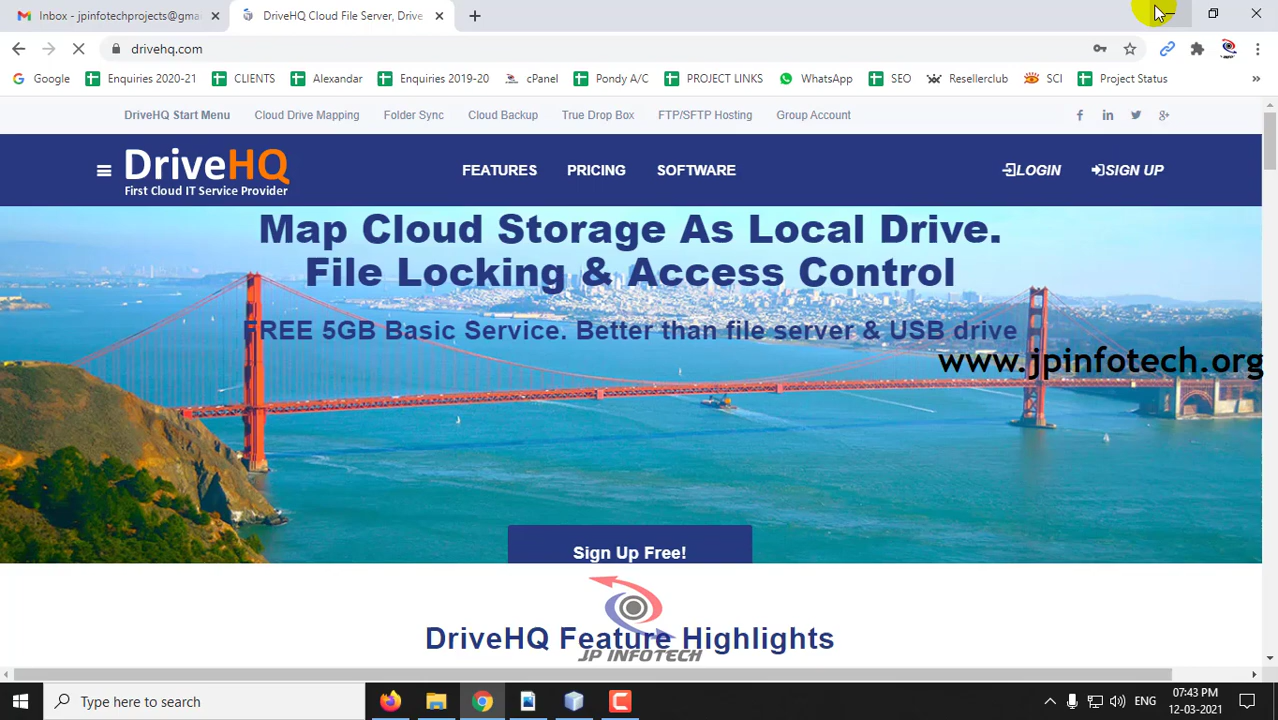 Inbox - jpinfotechprojects@gma
DriveHQ Cloud File Server, Drive
drivehq.com
Google
Enquiries 2020-21
CLIENTS
Alexandar
Enquiries 2019-20
cPanel
Pondy A/C
PROJECT LINKS
WhatsApp
SEO
Resellerclub
SCI
Project Status
DriveHQ Start Menu
Cloud Drive Mapping
Folder Sync
Cloud Backup
True Drop Box
FTP/SFTP Hosting
Group Account
DriveHQ
First Cloud IT Service Provider
FEATURES
PRICING
SOFTWARE
LOGIN
SIGN UP
Map Cloud Storage As Local Drive.
File Locking & Access Control
FREE 5GB Basic Service. Better than file server & USB drive
www.jpinfotech.org
Sign Up Free!
DriveHQ Feature Highlights
JP INFOTECH
Type here to search
ENG
07:43 PM
12-03-2021